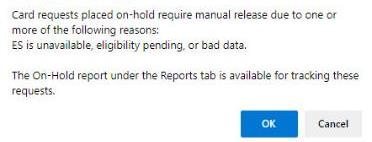 Card requests placed on-hold require manual release due to one or
more of the following reasons:
ES is unavailable, eligibility pending, or bad data.
The On-Hold report under the Reports tab is available for tracking these
requests.
OK
Cancel